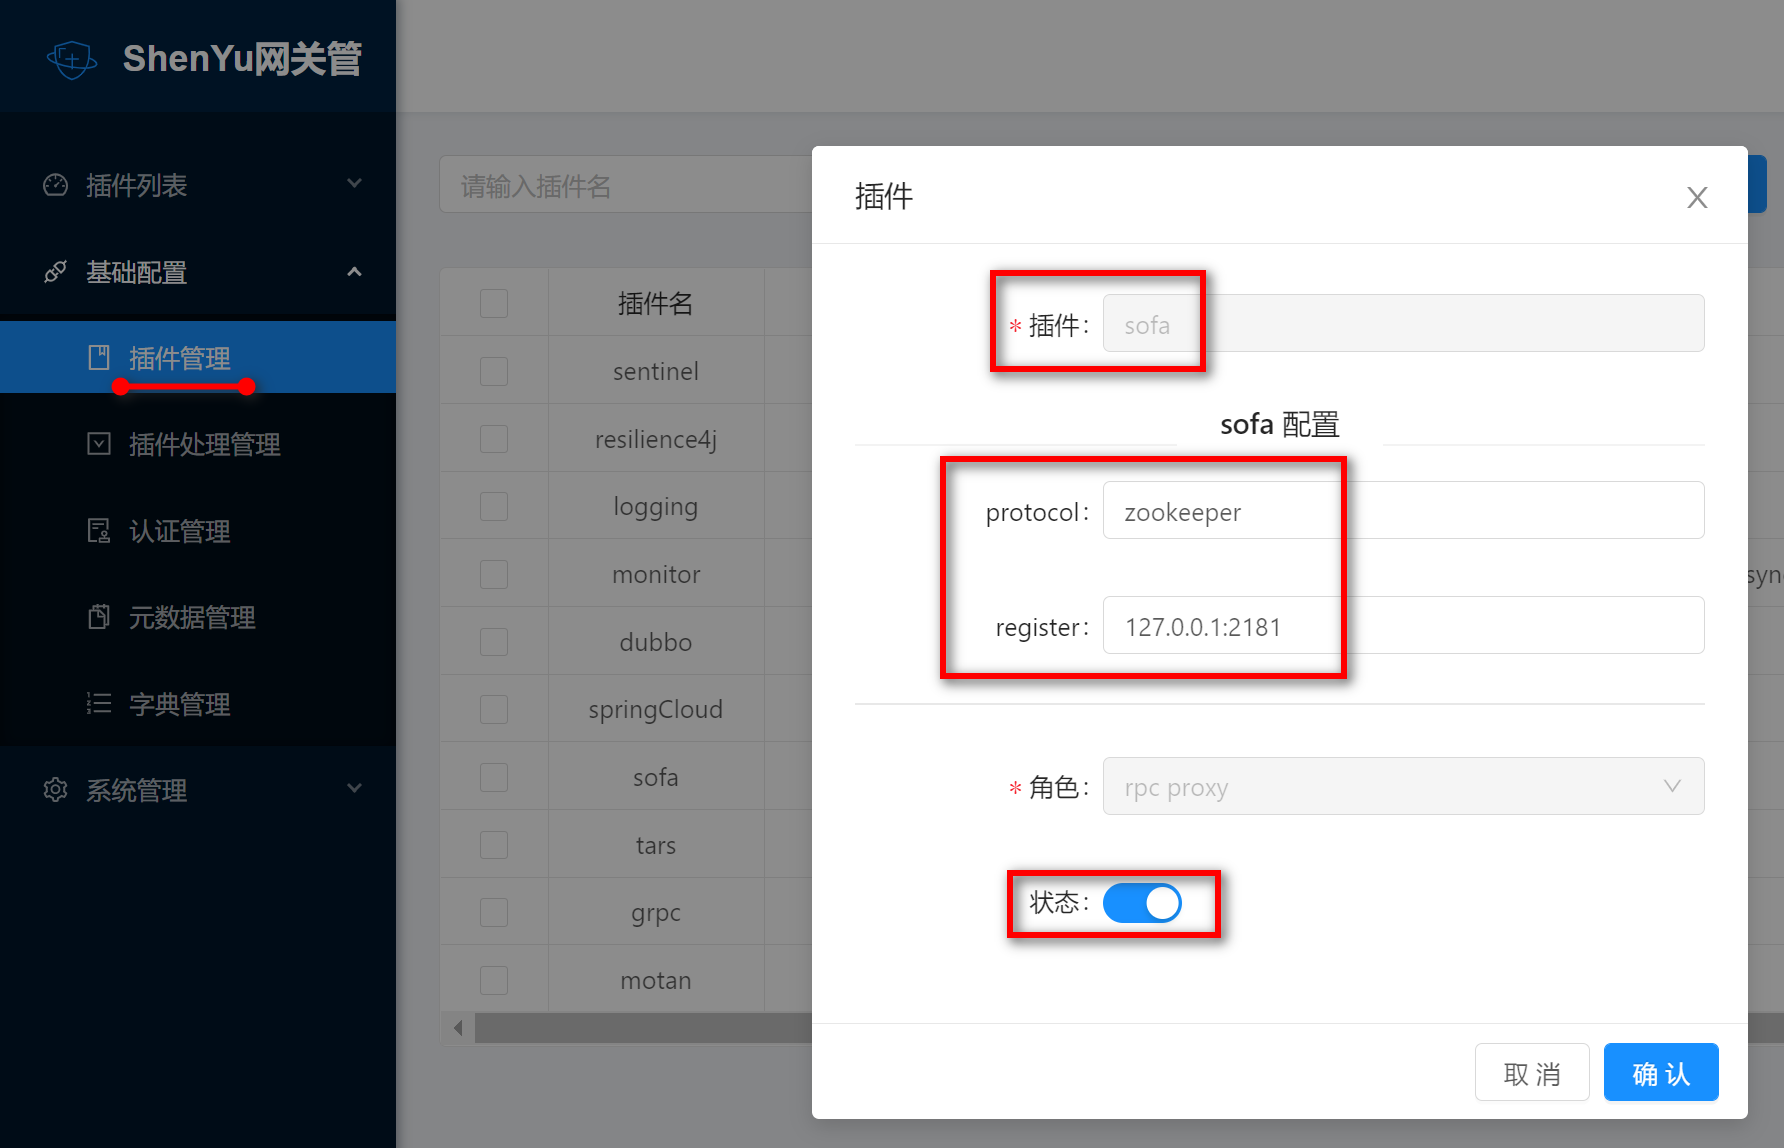 ShenYu网关管
插件列表
基础配置
插件管理
插件处理管理
认证管理
元数据管理
字典管理
系统管理
请输入插件名
插件名
sentinel
resilience4j
logging
monitor
dubbo
springCloud
sofa
tars
grpc
motan
插件
* 插件: sofa
sofa 配置
protocol: zookeeper
register: 127.0.0.1:2181
* 角色: rpc proxy
状态:
取 消
确 认